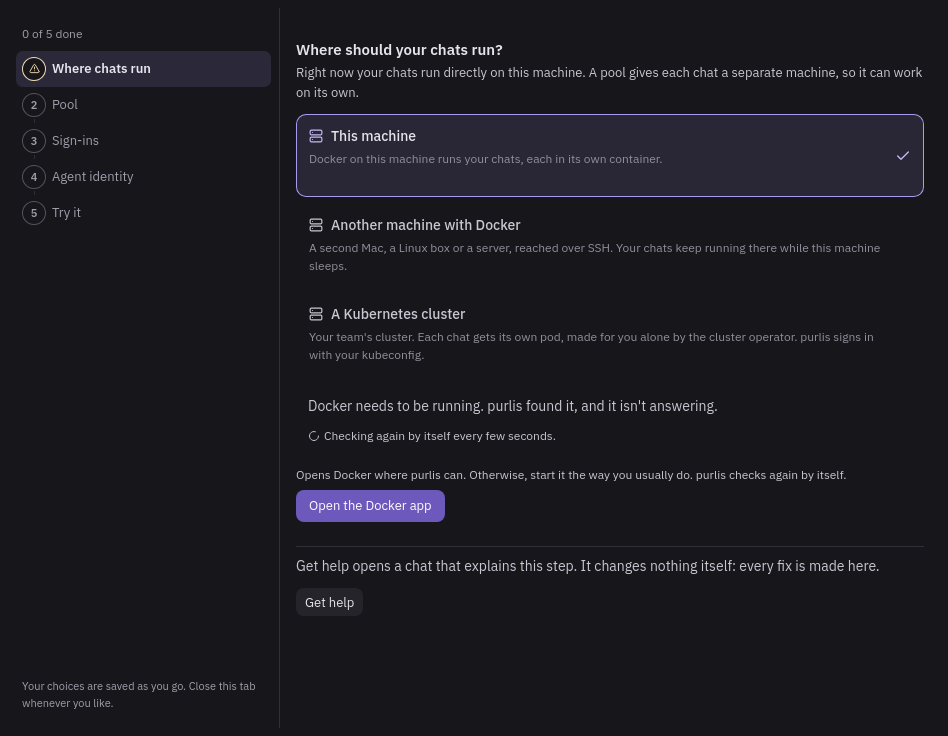 0 of 5 done
Where chats run
2 Pool
3 Sign-ins
4 Agent identity
5 Try it
Your choices are saved as you go. Close this tab
whenever you like.
Where should your chats run?
Right now your chats run directly on this machine. A pool gives each chat a separate machine, so it can work
on its own.
This machine
Docker on this machine runs your chats, each in its own container.
Another machine with Docker
A second Mac, a Linux box or a server, reached over SSH. Your chats keep running there while this machine
sleeps.
A Kubernetes cluster
Your team's cluster. Each chat gets its own pod, made for you alone by the cluster operator. purlis signs in
with your kubeconfig.
Docker needs to be running. purlis found it, and it isn't answering.
Checking again by itself every few seconds.
Opens Docker where purlis can. Otherwise, start it the way you usually do. purlis checks again by itself.
Open the Docker app
Get help opens a chat that explains this step. It changes nothing itself: every fix is made here.
Get help